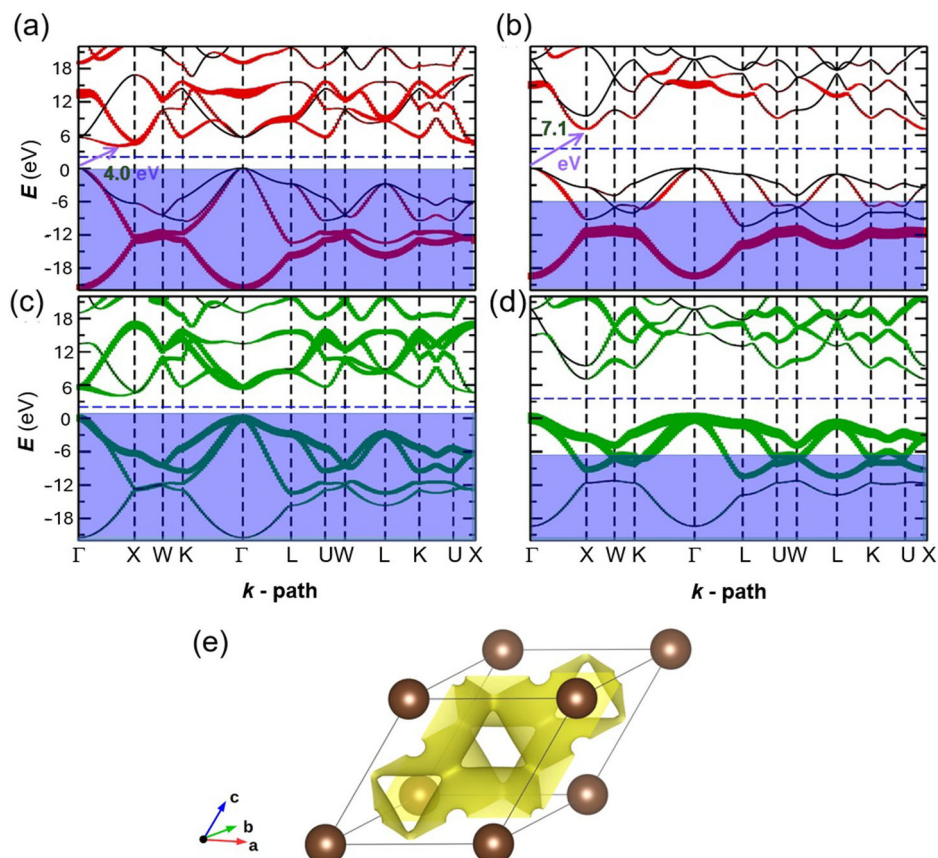 (a)
(b)
18
12
6
0
-6
-12
-18
E (eV)
4.0 eV
7.1
eV
(c)
(d)
18
12
6
0
-6
-12
-18
E (eV)
Γ X W K Γ L U W L K U X
Γ X W K Γ L U W L K U X
k - path
k - path
(e)
c
b
a